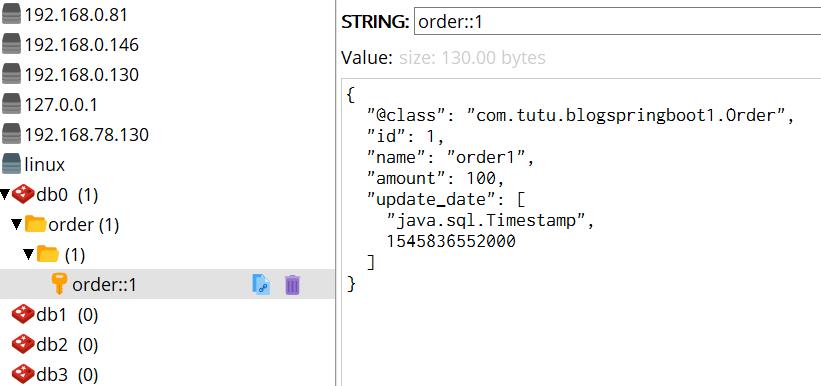 192.168.0.81
192.168.0.146
192.168.0.130
127.0.0.1
192.168.78.130
linux
db0 (1)
order (1)
(1)
order::1
db1 (0)
db2 (0)
db3 (0)
STRING: order::1
Value: size: 130.00 bytes
{
"@class": "com.tutu.blogspringboot1.Order",
"id": 1,
"name": "order1",
"amount": 100,
"update_date": [
"java.sql.Timestamp",
1545836552000
]
}